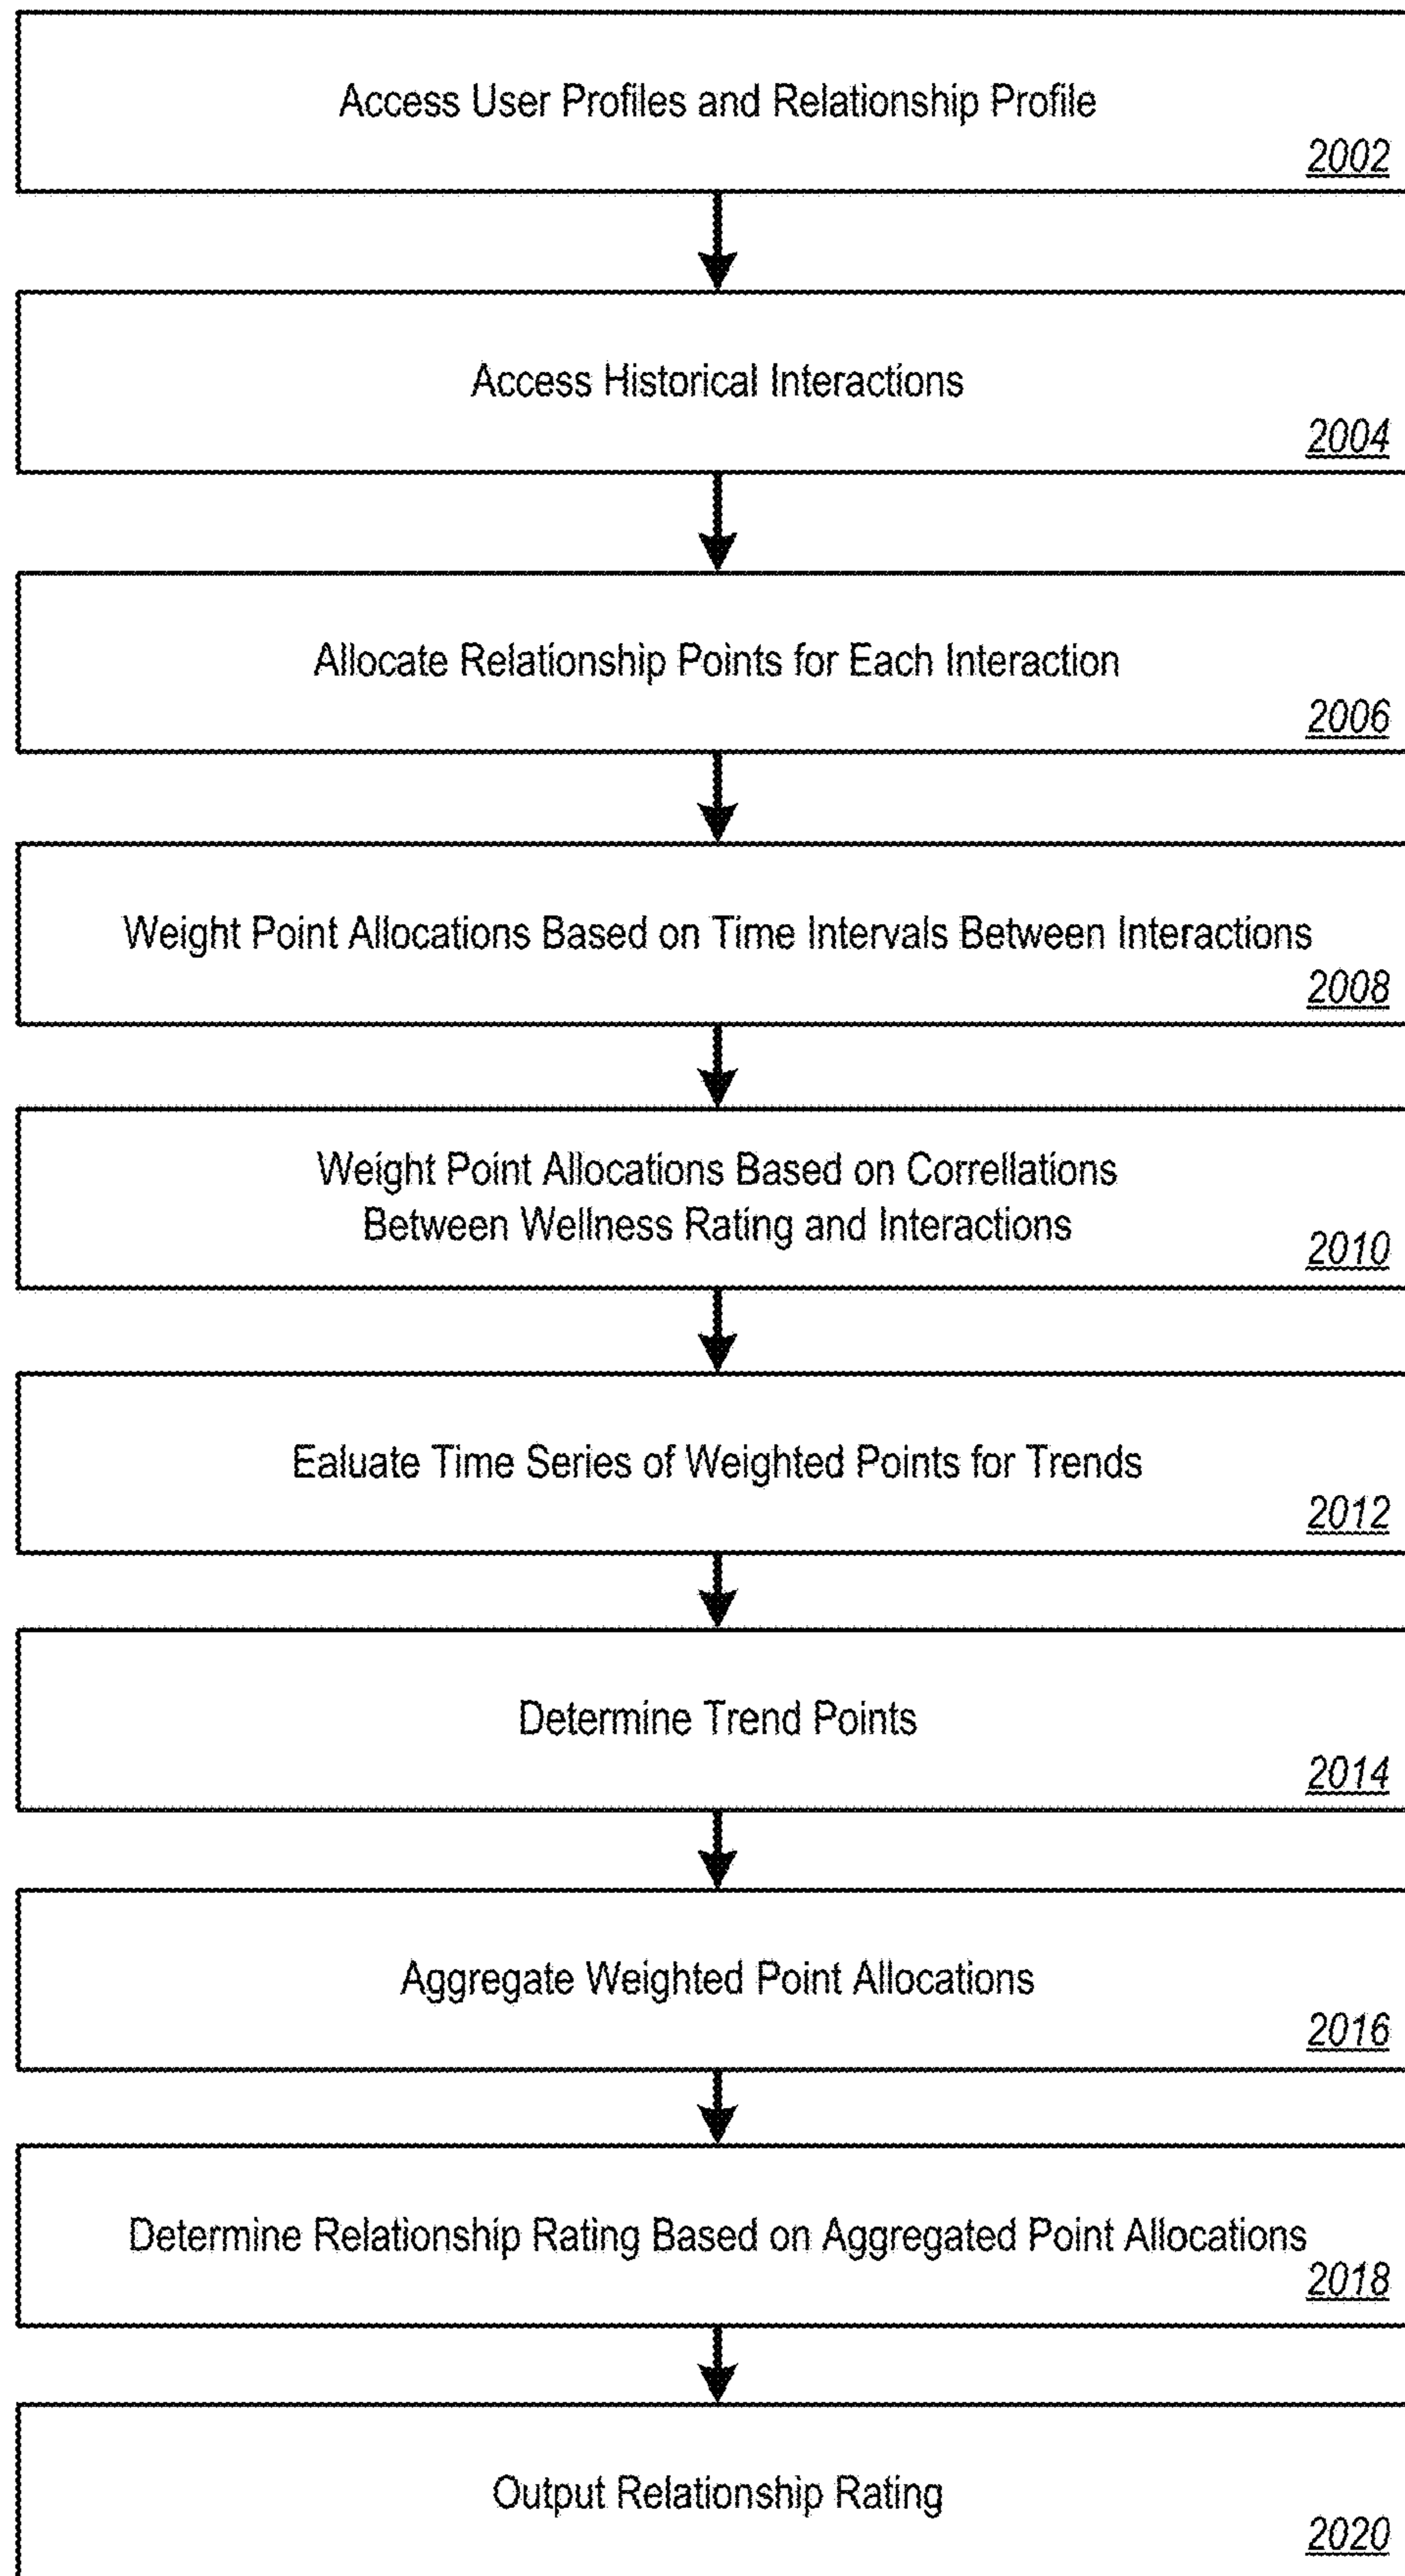 Access User Profiles and Relationship Profile
2002
Access Historical Interactions
2004
Allocate Relationship Points for Each Interaction
2006
Weight Point Allocations Based on Time Intervals Between Interactions
2008
Weight Point Allocations Based on Correllations
Between Wellness Rating and Interactions
2010
Ealuate Time Series of Weighted Points for Trends
2012
Determine Trend Points
2014
Aggregate Weighted Point Allocations
2016
Determine Relationship Rating Based on Aggregated Point Allocations
2018
Output Relationship Rating
2020